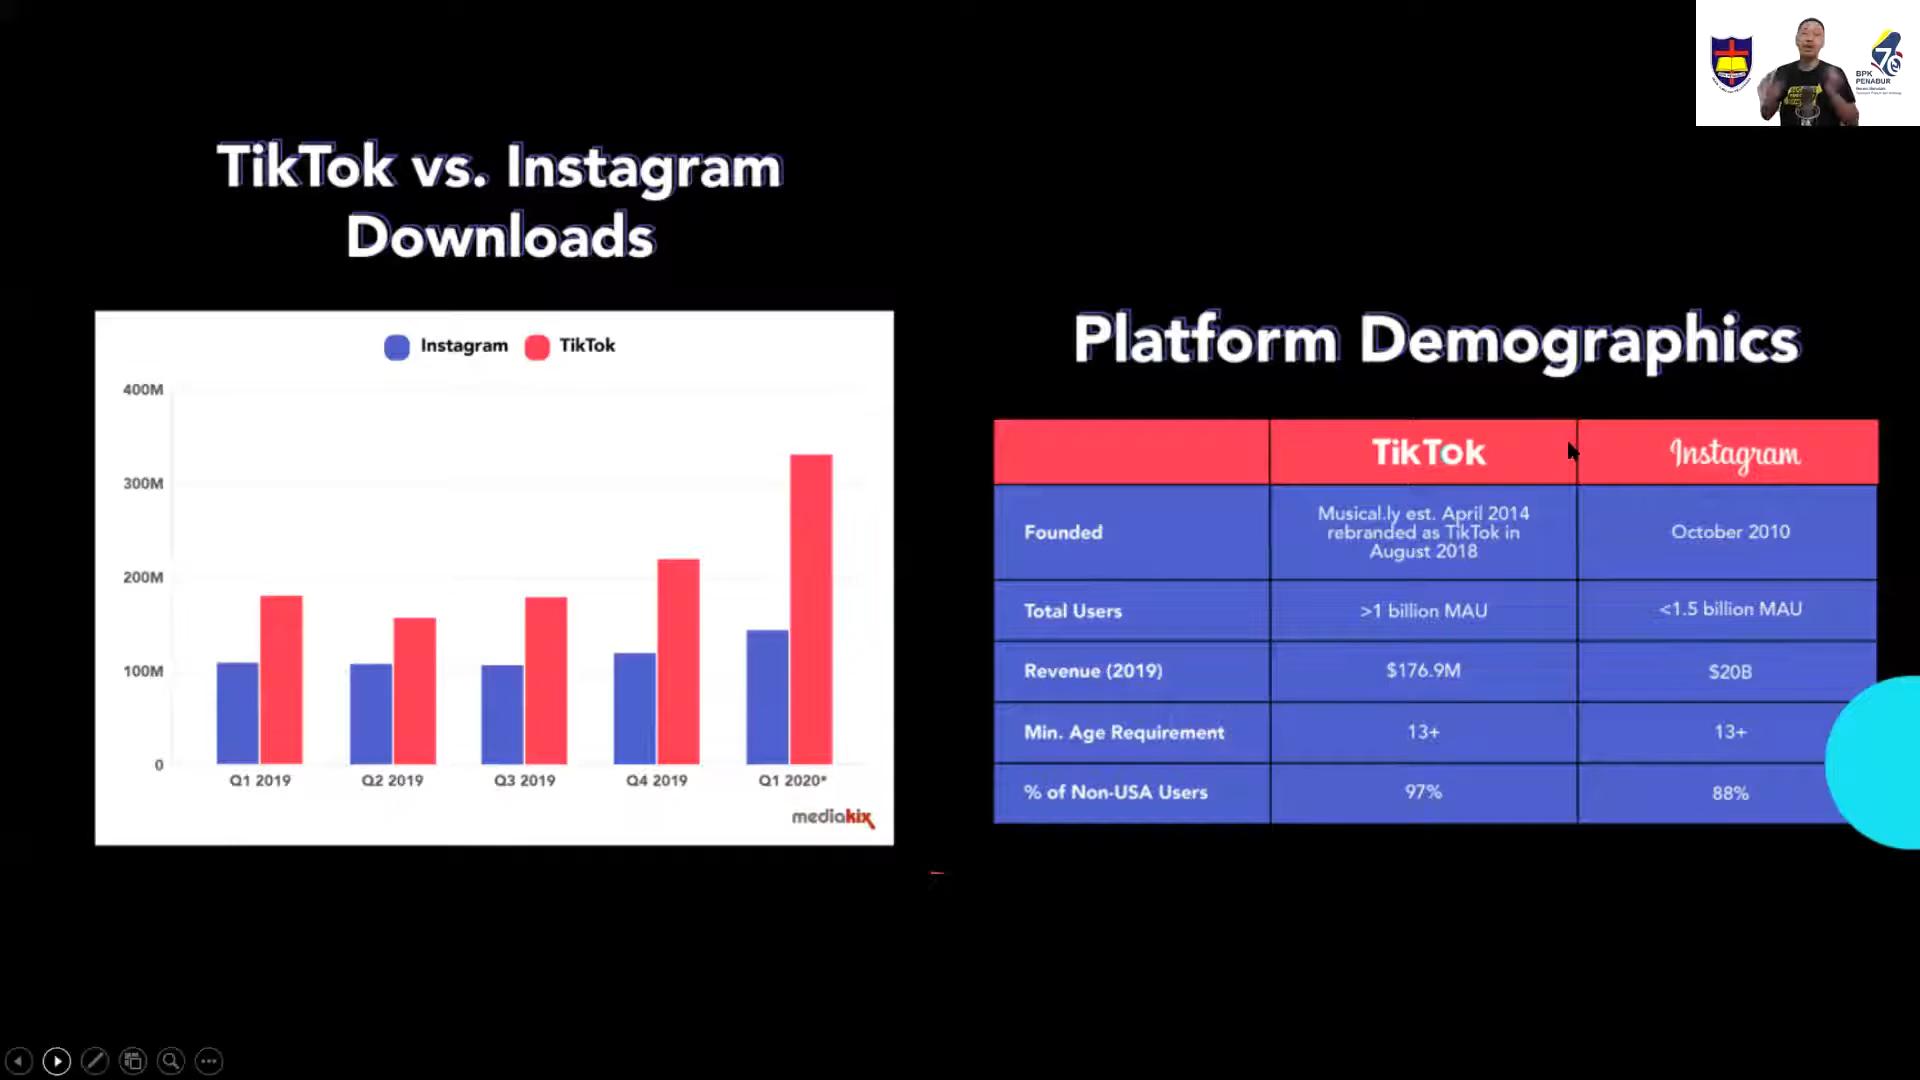 TikTok vs. Instagram
Downloads
Instagram
TikTok
400M
300M
200M
100M
0
Q1 2019
Q2 2019
Q3 2019
Q4 2019
Q1 2020*
mediakix
Platform Demographics
TikTok
Instagram
Founded
Musical.ly est. April 2014
rebranded as TikTok in
August 2018
October 2010
Total Users
>1 billion MAU
<1.5 billion MAU
Revenue (2019)
$176.9M
$20B
Min. Age Requirement
13+
13+
% of Non-USA Users
97%
88%
BPK
PENABUR